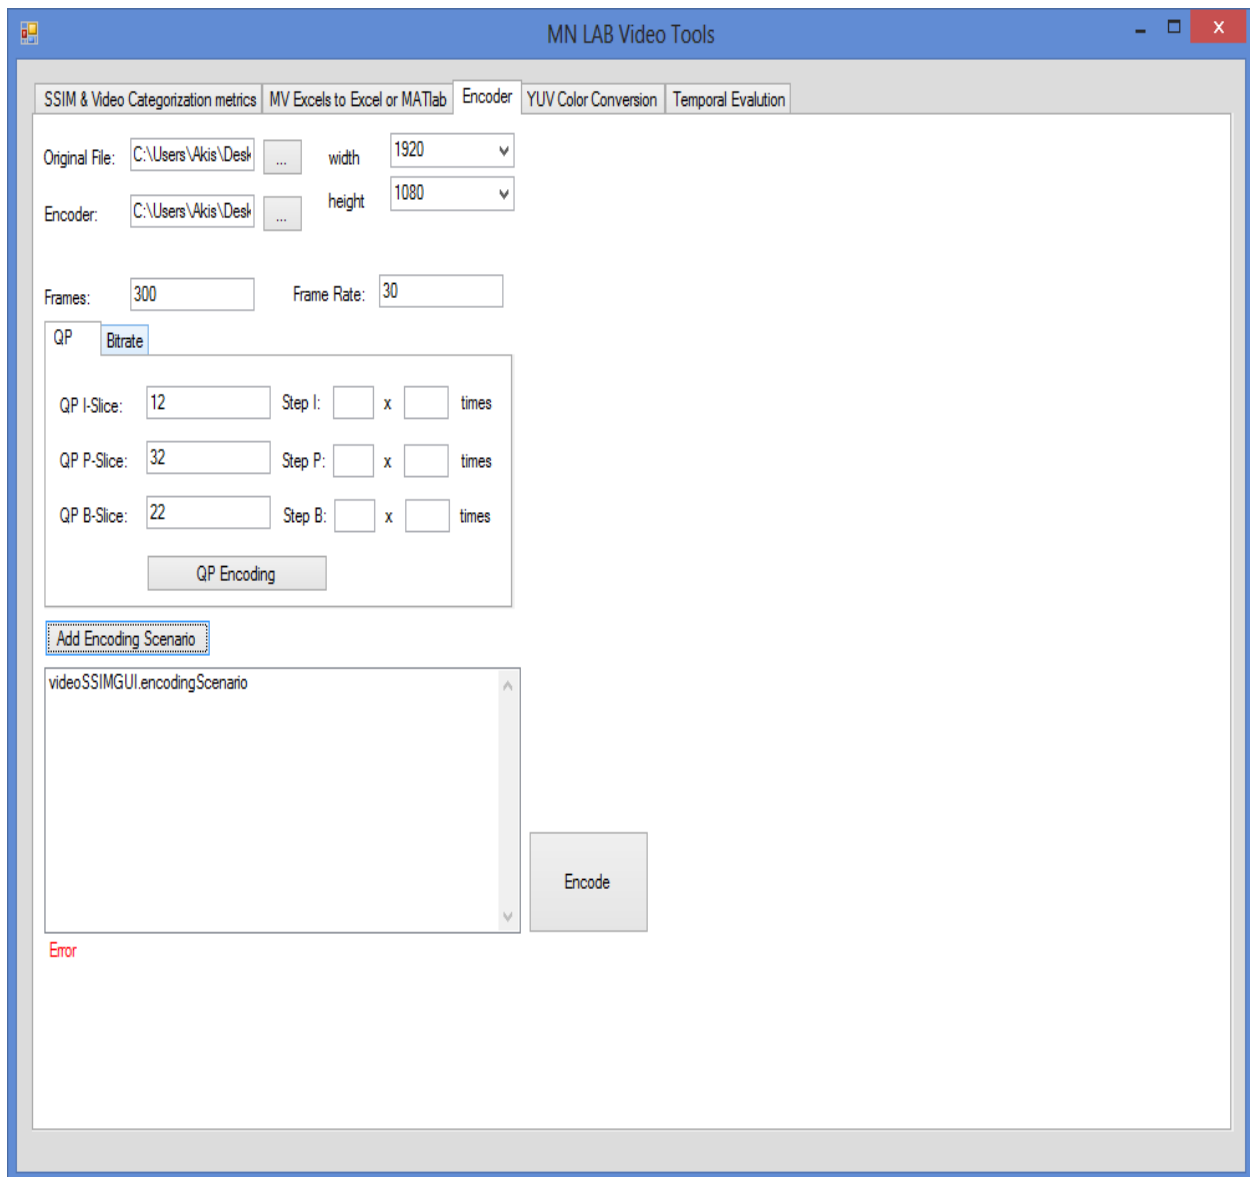 MN LAB Video Tools
SSIM & Video Categorization metrics MV Excels to Excel or MATlab Encoder YUV Color Conversion Temporal Evalution
Original File: C:\Users\Akis\Desk ... width 1920
height 1080
Encoder: C:\Users\Akis\Desk ...
Frames: 300 Frame Rate: 30
QP Bitrate
QP I-Slice: 12 Step I: x times
QP P-Slice: 32 Step P: x times
QP B-Slice: 22 Step B: x times
QP Encoding
Add Encoding Scenario
videoSSIMGUI.encodingScenario
Encode
Error